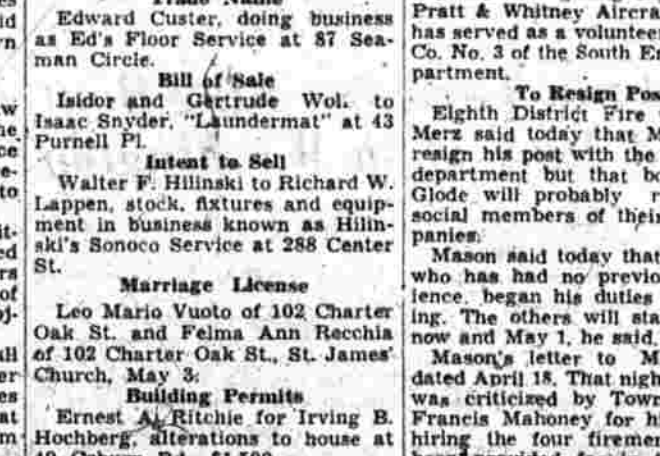 Trade Name
Edward Custer, doing business
as Ed's Floor Service at 87 Sea-
man Circle.
Bill of Sale
Isidor and Gertrude Wol. to
Isaac Snyder, "Laundermat" at 43
Purnell Pl.
Intent to Sell
Walter F. Hilinski to Richard W.
Lappen, stock, fixtures and equip-
ment in business known as Hilin-
ski's Sonoco Service at 288 Center
St.
Marriage License
Leo Mario Vuoto of 102 Charter
Oak St. and Felma Ann Recchia
of 102 Charter Oak St., St. James'
Church, May 3.
Building Permits
Ernest A. Ritchie for Irving B.
Hochberg, alterations to house at
Pratt & Whitney Aircra
has served as a volunteer
Co. No. 3 of the South En
partment.
To Resign Pos
Eighth District Fire
Merz said today that M
resign his post with the
department but that bo
Glode will probably r
social members of their
panies.
Mason said today that
who has had no previo
ience, began his duties
ing. The others will sta
now and May 1, he said.
Mason's letter to M
dated April 18. That nigh
was criticized by Town
Francis Mahoney for hi
hiring the four firemen